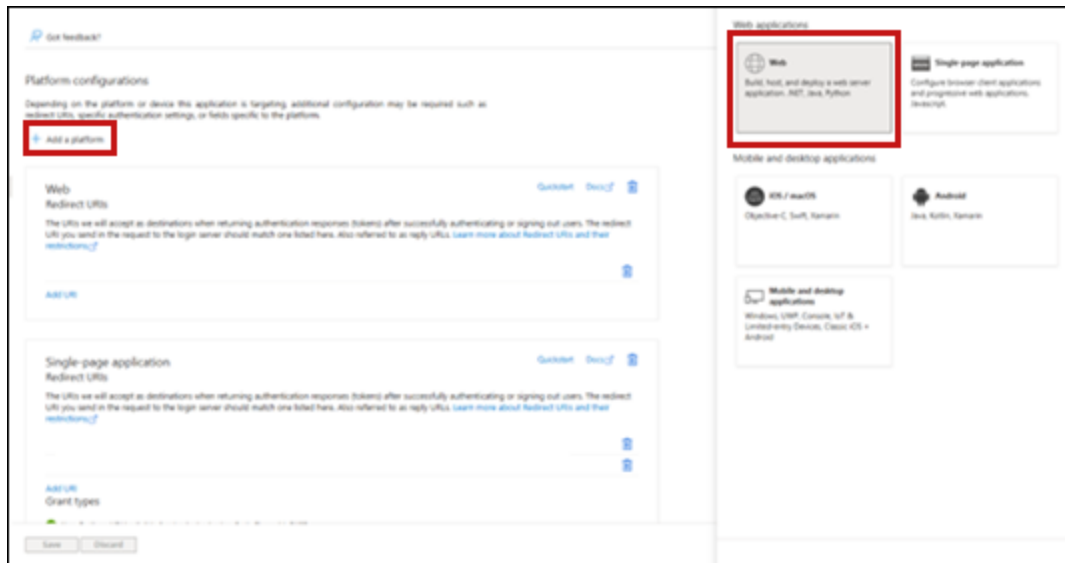 Got feedback?
Platform configurations
Depending on the platform or device this application is targeting, additional configuration may be required such as
redirect URIs, specific authentication settings, or fields specific to the platform.
+ Add a platform
Web
Quickstart Docs
Redirect URIs
The URIs we will accept as destinations when returning authentication responses (tokens) after successfully authenticating or signing out users. The redirect
URI you send in the request to the login server should match one listed here. Also referred to as reply URLs. Learn more about Redirect URIs and their
restrictions
Add URI
Single-page application
Quickstart Docs
Redirect URIs
The URIs we will accept as destinations when returning authentication responses (tokens) after successfully authenticating or signing out users. The redirect
URI you send in the request to the login server should match one listed here. Also referred to as reply URLs. Learn more about Redirect URIs and their
restrictions
Add URI
Grant types
Save Discard
Web applications
Web
Build, host, and deploy a web server
application. .NET, Java, Python
Single-page application
Configure browser client applications
and progressive web applications.
Javascript.
Mobile and desktop applications
iOS / macOS
Objective-C, Swift, Xamarin
Android
Java, Kotlin, Xamarin
Mobile and desktop
applications
Windows, UWP, Console, IoT &
Limited-entry Devices, Classic iOS +
Android